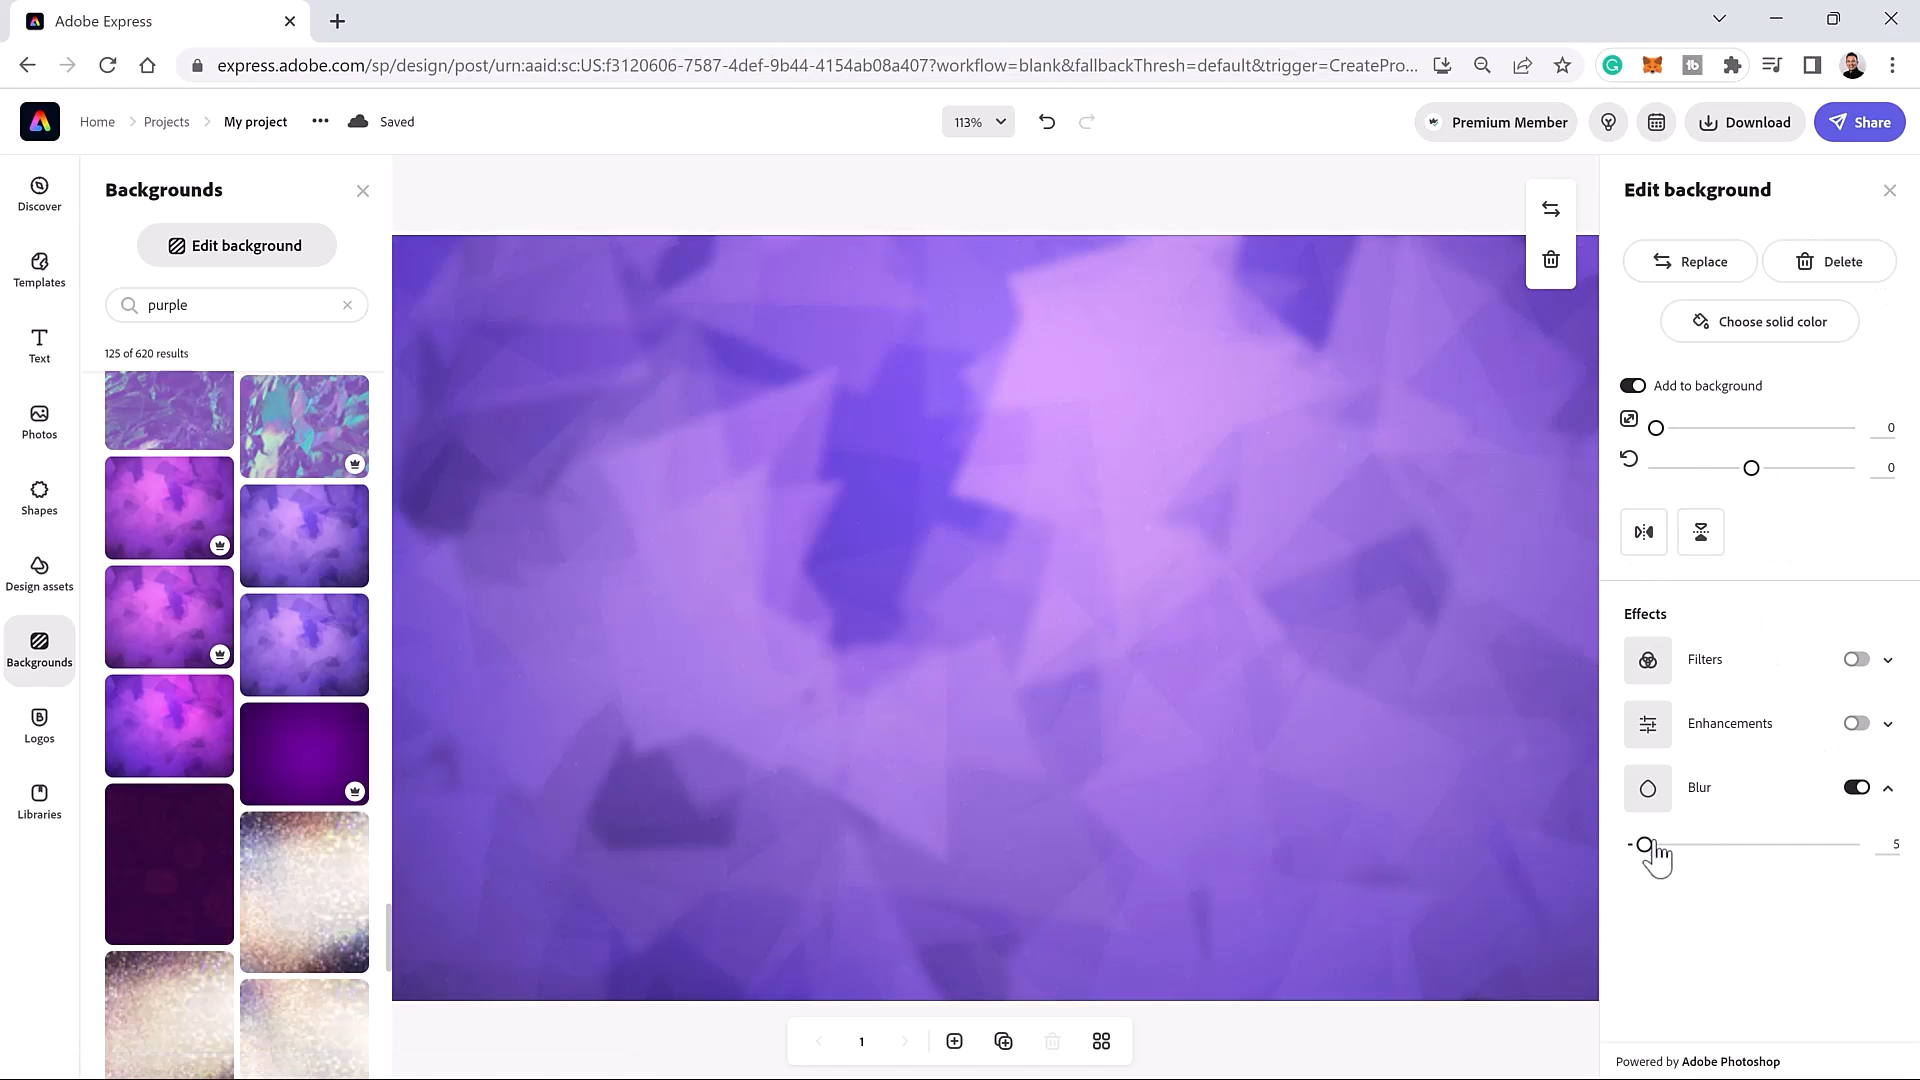 Adobe Express
express.adobe.com/sp/design/post/urn:aaid:sc:US:f3120606-7587-4def-9b44-4154ab08a407?workflow=blank&fallbackThresh=default&trigger=CreatePro...
Home
Projects
My project
Saved
113%
Premium Member
Download
Share
Discover
Templates
Text
Photos
Shapes
Design assets
Backgrounds
Logos
Libraries
Backgrounds
Edit background
purple
125 of 620 results
1
Edit background
Replace
Delete
Choose solid color
Add to background
0
0
Effects
Filters
Enhancements
Blur
5
Powered by Adobe Photoshop